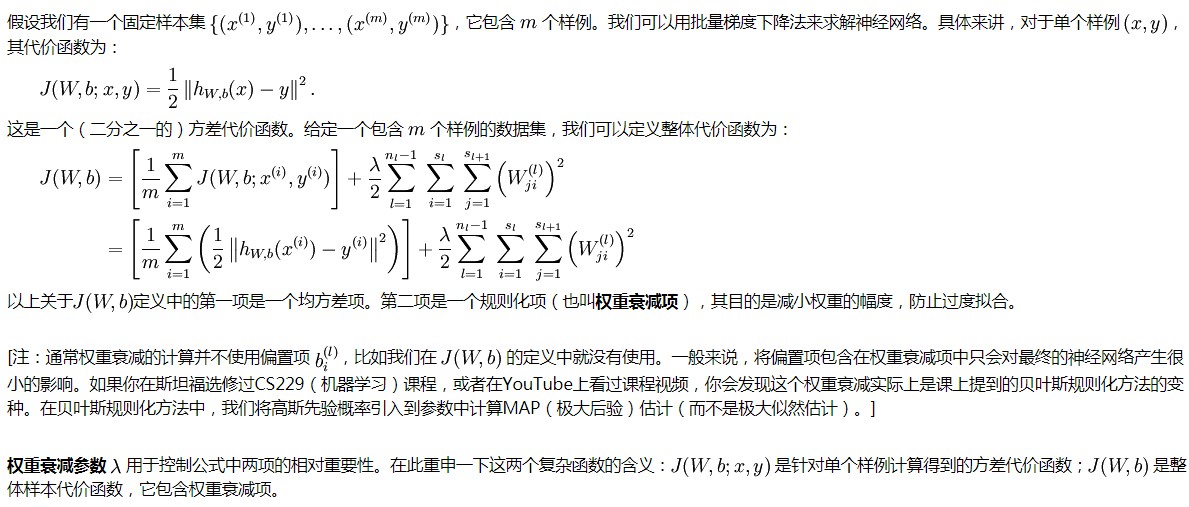 假设我们有一个固定样本集 {(x^{(1)}, y^{(1)}), . . . , (x^{(m)}, y^{(m)})}，它包含 m 个样例。我们可以用批量梯度下降法来求解神经网络。具体来讲，对于单个样例 (x, y)，
其代价函数为：
J(W, b; x, y) = \frac{1}{2} ‖h_{W,b}(x) − y‖^2 .
这是一个（二分之一的）方差代价函数。给定一个包含 m 个样例的数据集，我们可以定义整体代价函数为：
J(W, b) = [\frac{1}{m} \sum_{i=1}^{m} J(W, b; x^{(i)}, y^{(i)})] + \frac{λ}{2} \sum_{l=1}^{n_l−1} \sum_{i=1}^{s_l} \sum_{j=1}^{s_{l+1}} (W_{ji}^{(l)})^2
= [\frac{1}{m} \sum_{i=1}^{m} (\frac{1}{2} ‖h_{W,b}(x^{(i)}) − y^{(i)}‖^2)] + \frac{λ}{2} \sum_{l=1}^{n_l−1} \sum_{i=1}^{s_l} \sum_{j=1}^{s_{l+1}} (W_{ji}^{(l)})^2
以上关于J(W, b)定义中的第一项是一个均方差项。第二项是一个规则化项（也叫权重衰减项），其目的是减小权重的幅度，防止过度拟合。
[注：通常权重衰减的计算并不使用偏置项 b_i^{(l)}，比如我们在 J(W, b) 的定义中就没有使用。一般来说，将偏置项包含在权重衰减项中只会对最终的神经网络产生很
小的影响。如果你在斯坦福选修过CS229（机器学习）课程，或者在YouTube上看过课程视频，你会发现这个权重衰减实际上是课上提到的贝叶斯规则化方法的变
种。在贝叶斯规则化方法中，我们将高斯先验概率引入到参数中计算MAP（极大后验）估计（而不是极大似然估计）。]
权重衰减参数 λ 用于控制公式中两项的相对重要性。在此重申一下这两个复杂函数的含义：J(W, b; x, y) 是针对单个样例计算得到的方差代价函数；J(W, b) 是整
体样本代价函数，它包含权重衰减项。